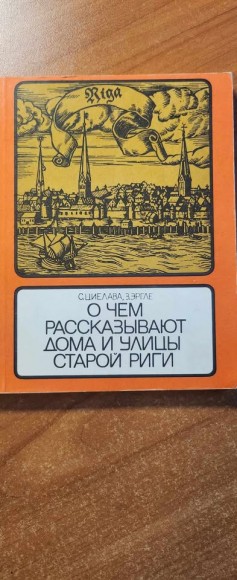 Riga
С. ЦИЕЛАВА, З. ЭРГЛЕ
О ЧЕМ
РАССКАЗЫВАЮТ
ДОМА И УЛИЦЫ
СТАРОЙ РИГИ